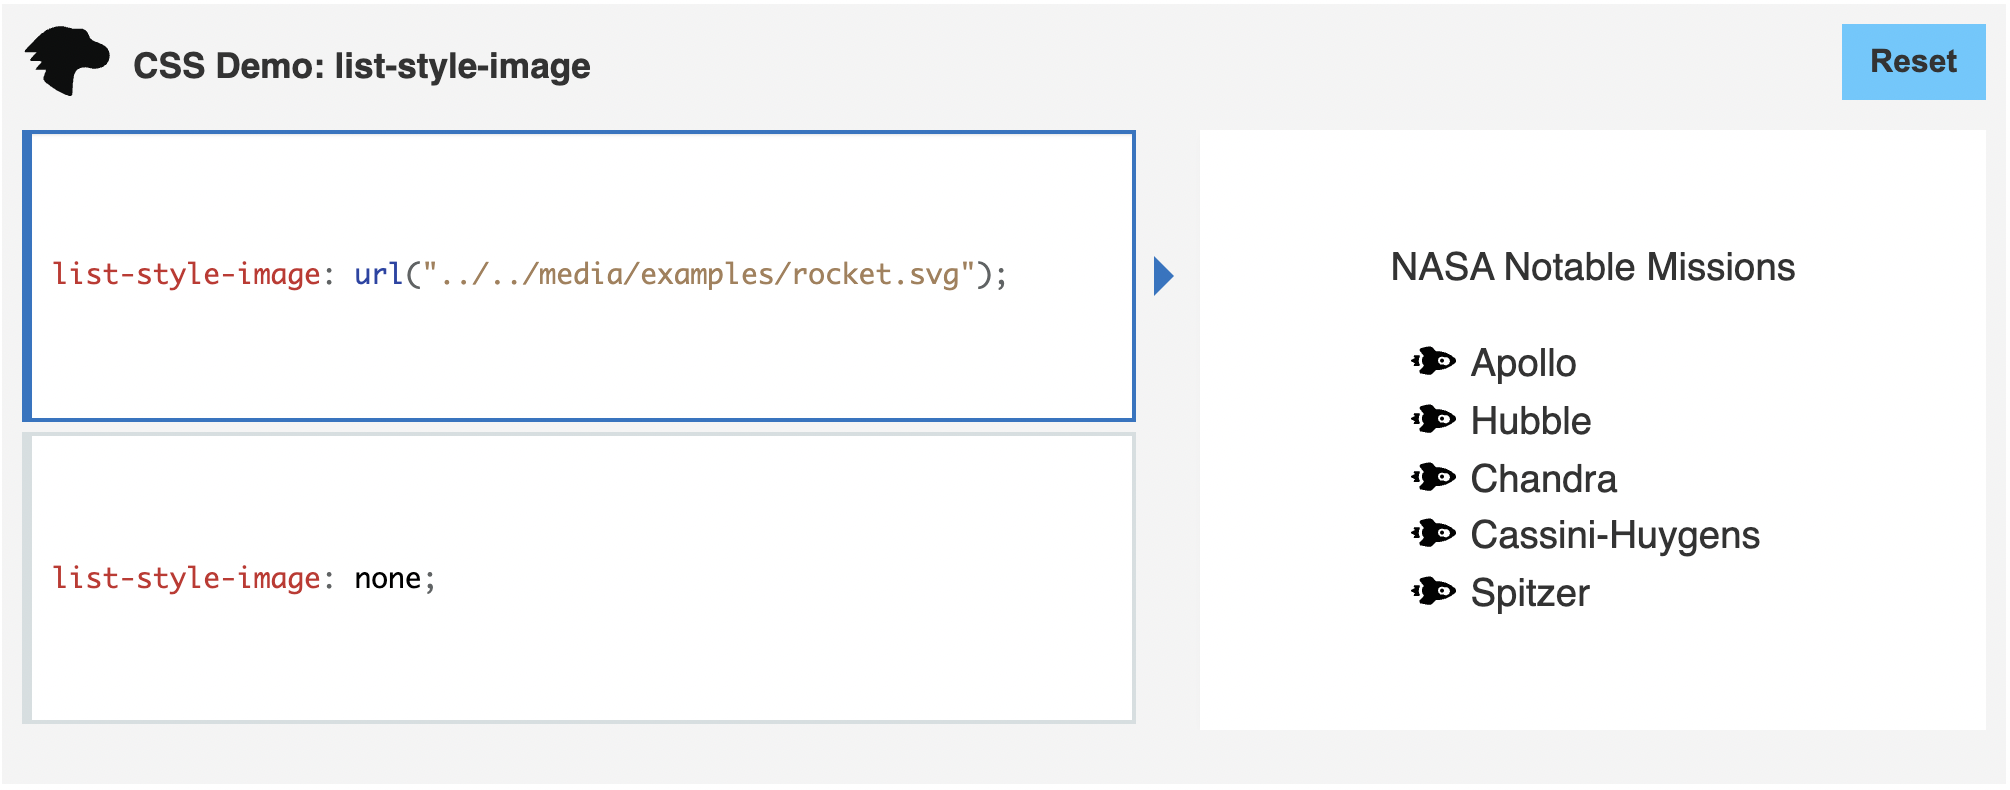 CSS Demo: list-style-image
Reset
list-style-image: url("../../media/examples/rocket.svg");
list-style-image: none;
NASA Notable Missions
Apollo
Hubble
Chandra
Cassini-Huygens
Spitzer